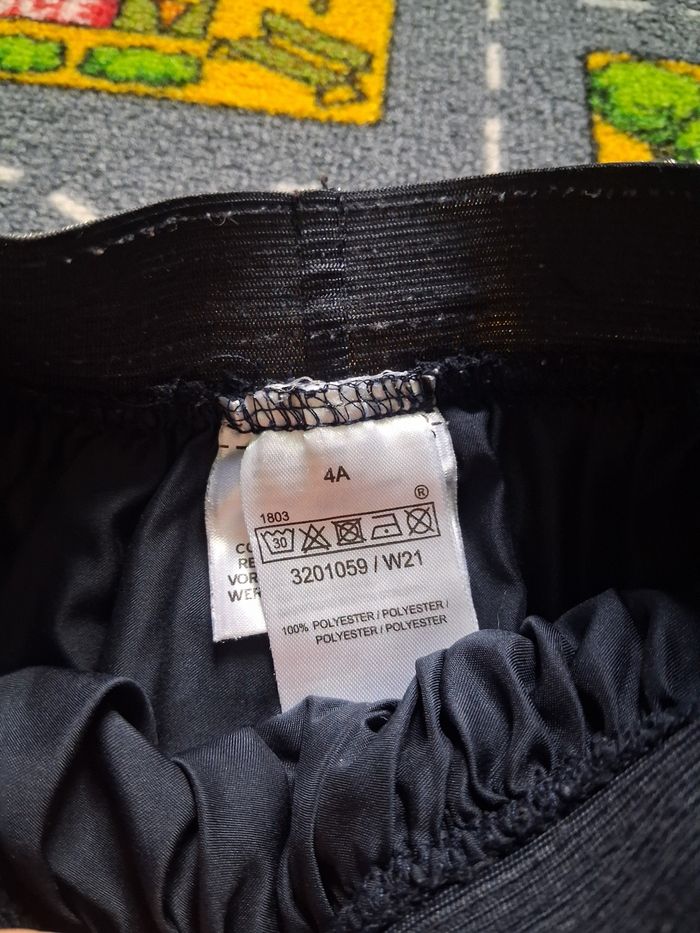 4A
®
1803
30
3201059 / W21
100% POLYESTER / POLYESTER /
POLYESTER / POLYESTER
CO
RE
VOR
WER